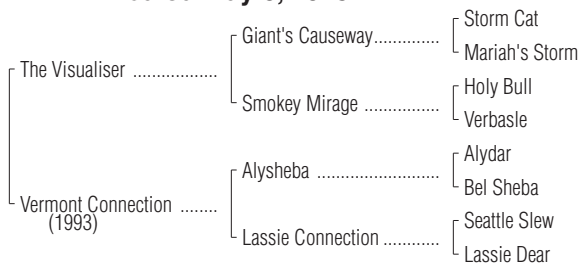 Storm Cat
Giant's Causeway..............
Mariah's Storm
The Visualiser ..................
Holy Bull
Smokey Mirage ................
Verbasle
Alydar
Alysheba ..........................
Bel Sheba
Vermont Connection ........
(1993)
Seattle Slew
Lassie Connection ............
Lassie Dear